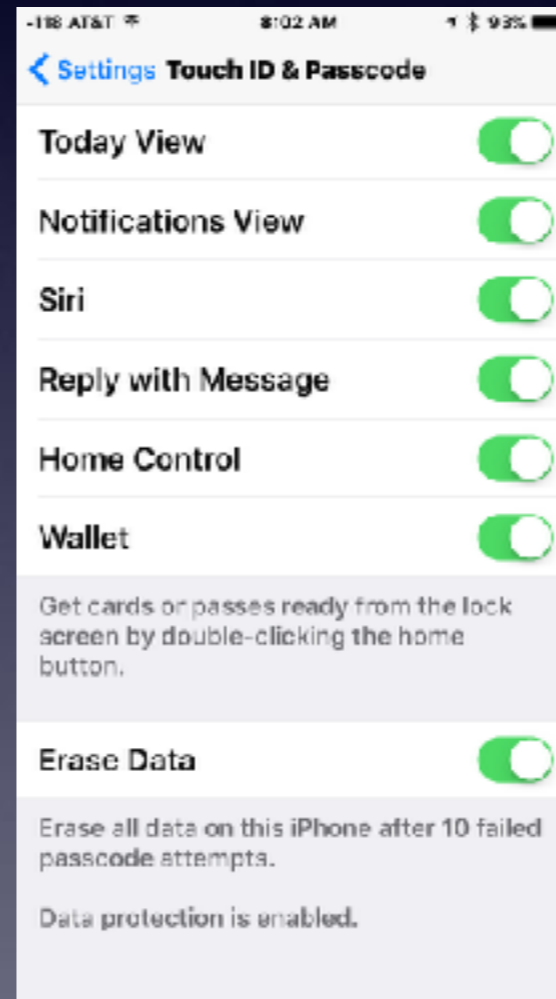 -118 AT&T 8:02 AM 93%
Settings Touch ID & Passcode
Today View
Notifications View
Siri
Reply with Message
Home Control
Wallet
Get cards or passes ready from the lock
screen by double-clicking the home
button.
Erase Data
Erase all data on this iPhone after 10 failed
passcode attempts.
Data protection is enabled.